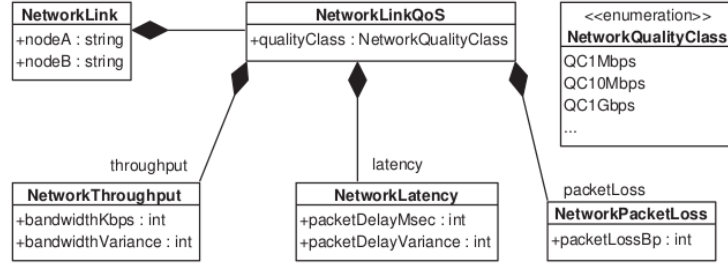 NetworkLink
+nodeA : string
+nodeB : string
NetworkLinkQoS
+qualityClass : NetworkQualityClass
<<enumeration>>
NetworkQualityClass
QC1Mbps
QC10Mbps
QC1Gbps
...
throughput
latency
packetLoss
NetworkThroughput
+bandwidthKbps : int
+bandwidthVariance : int
NetworkLatency
+packetDelayMsec : int
+packetDelayVariance : int
NetworkPacketLoss
+packetLossBp : int